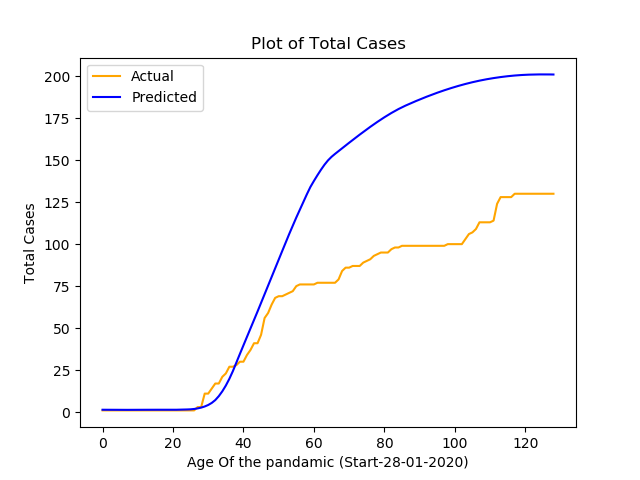 Plot of Total Cases
Actual
Predicted
200
175
150
125
100
75
50
25
0
Total Cases
0 20 40 60 80 100 120
Age Of the pandamic (Start-28-01-2020)